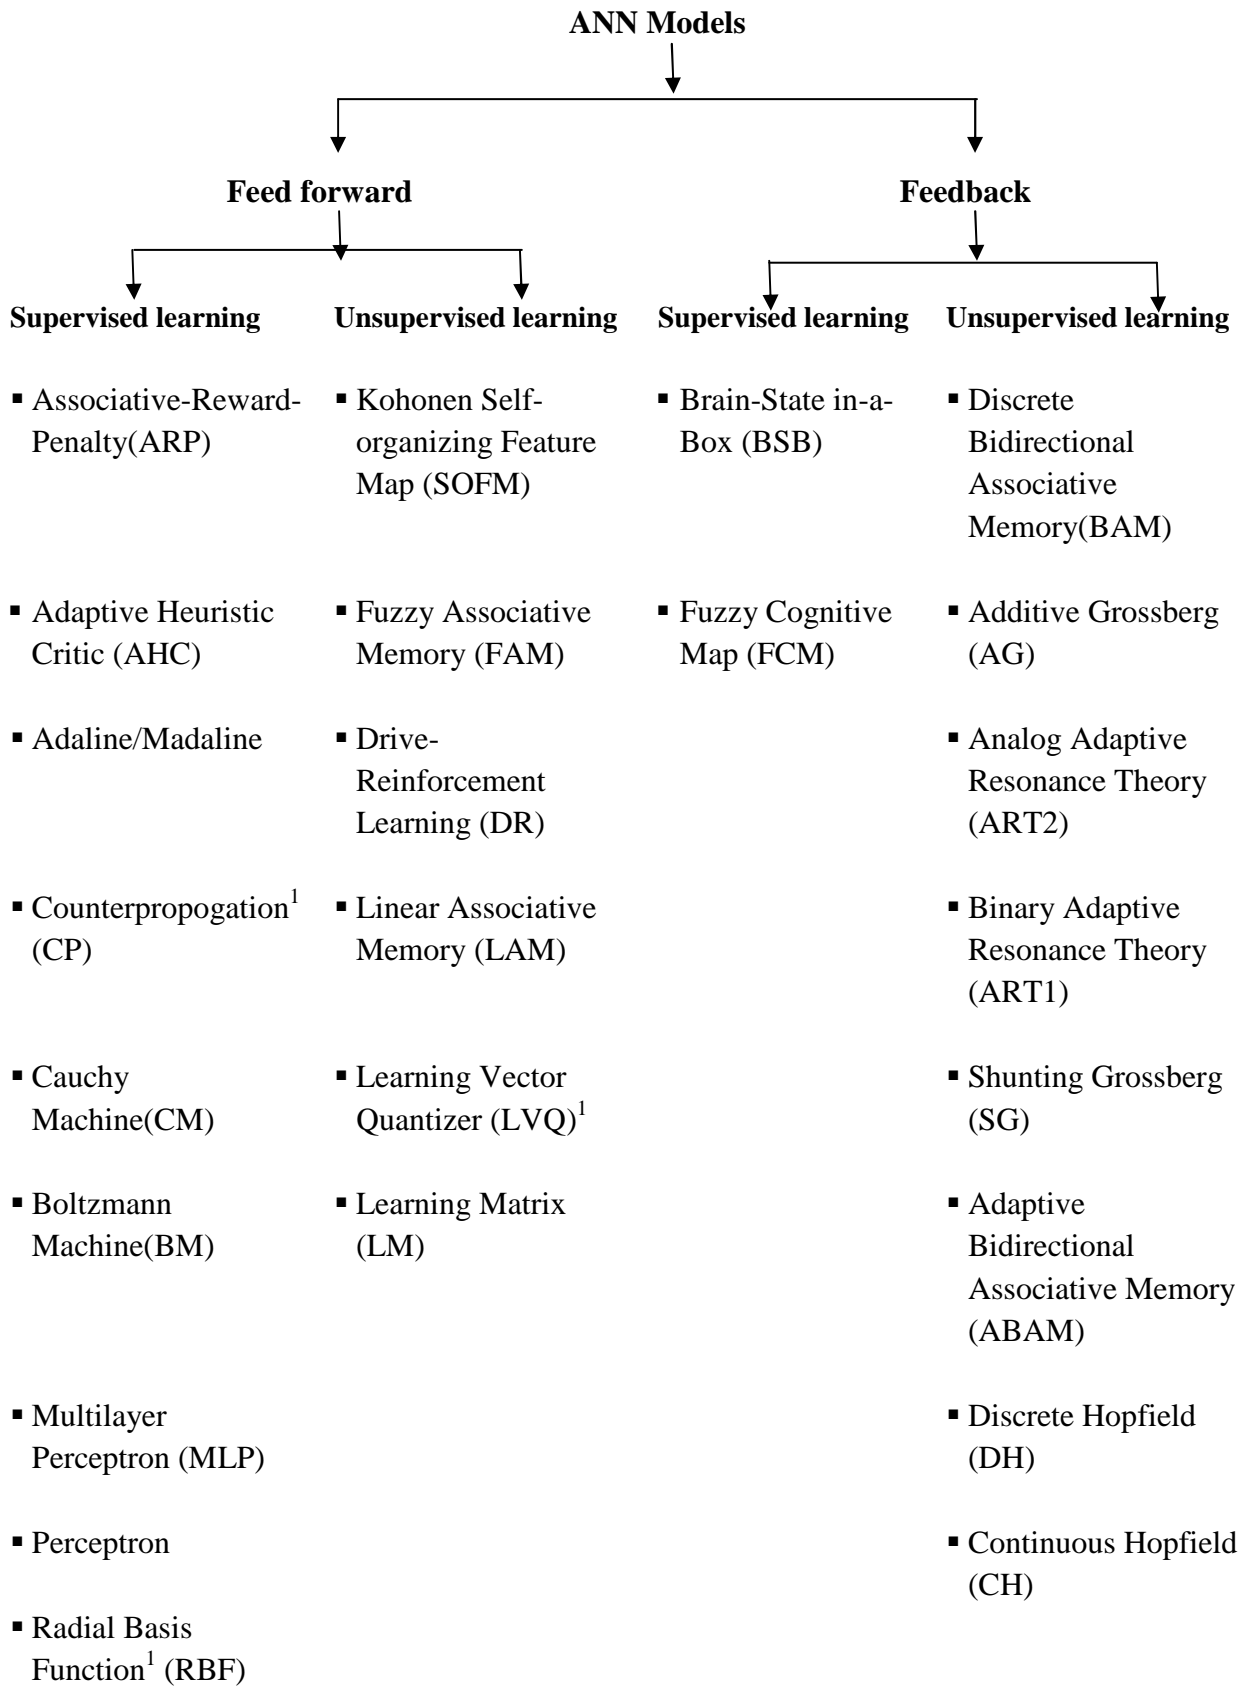 ANN Models
Feed forward
Feedback
Supervised learning
Unsupervised learning
Supervised learning
Unsupervised learning
▪ Associative-Reward-
Penalty(ARP)
▪ Adaptive Heuristic
Critic (AHC)
▪ Adaline/Madaline
▪ Counterpropogation¹
(CP)
▪ Cauchy
Machine(CM)
▪ Boltzmann
Machine(BM)
▪ Multilayer
Perceptron (MLP)
▪ Perceptron
▪ Radial Basis
Function¹ (RBF)
▪ Kohonen Self-
organizing Feature
Map (SOFM)
▪ Fuzzy Associative
Memory (FAM)
▪ Drive-
Reinforcement
Learning (DR)
▪ Linear Associative
Memory (LAM)
▪ Learning Vector
Quantizer (LVQ)¹
▪ Learning Matrix
(LM)
▪ Brain-State in-a-
Box (BSB)
▪ Fuzzy Cognitive
Map (FCM)
▪ Discrete
Bidirectional
Associative
Memory(BAM)
▪ Additive Grossberg
(AG)
▪ Analog Adaptive
Resonance Theory
(ART2)
▪ Binary Adaptive
Resonance Theory
(ART1)
▪ Shunting Grossberg
(SG)
▪ Adaptive
Bidirectional
Associative Memory
(ABAM)
▪ Discrete Hopfield
(DH)
▪ Continuous Hopfield
(CH)